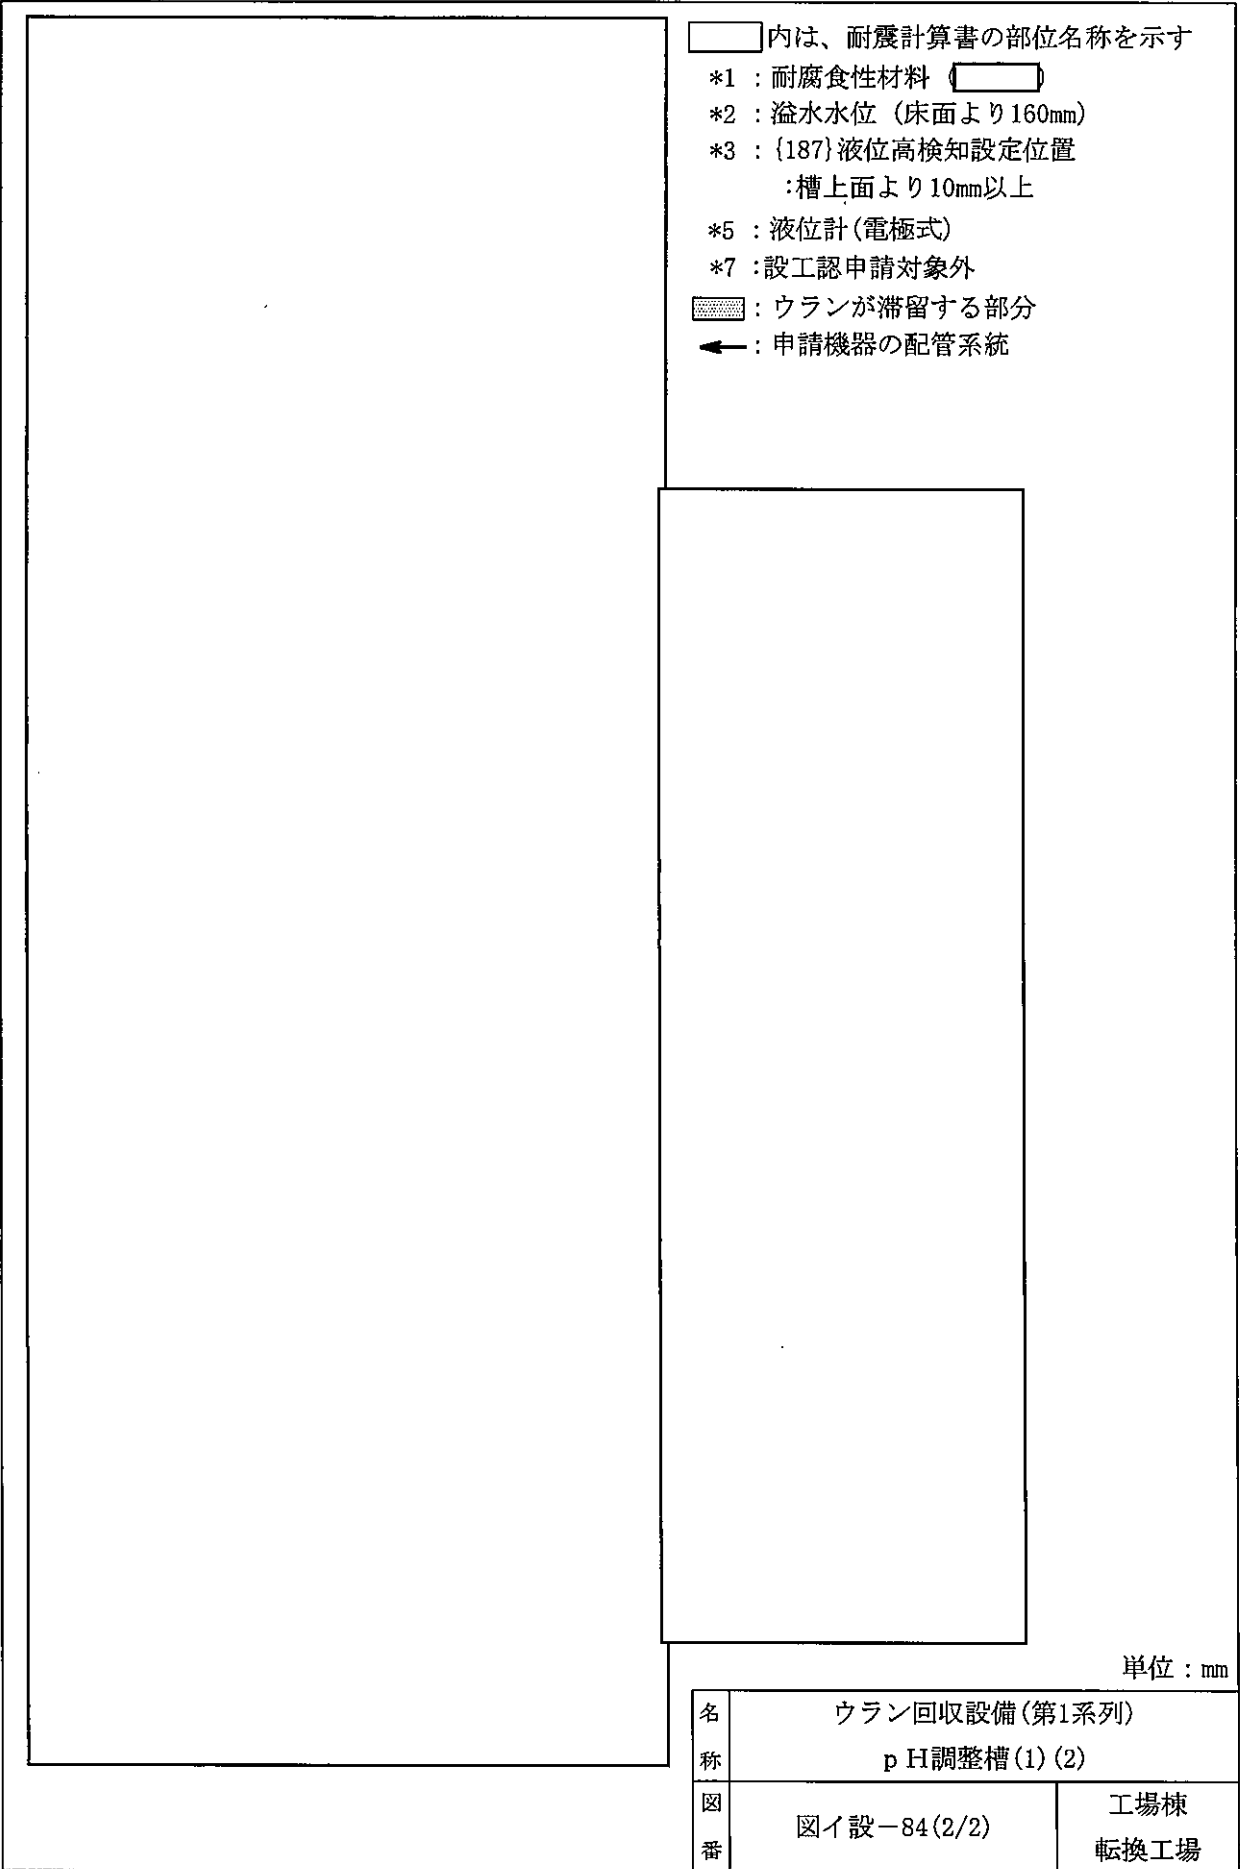 内は、耐震計算書の部位名称を示す
*1 : 耐腐食性材料 ( )
*2 : 溢水水位 (床面より160mm)
*3 : {187}液位高検知設定位置
:槽上面より10mm以上
*5 : 液位計(電極式)
*7 :設工認申請対象外
: ウランが滞留する部分
: 申請機器の配管系統
単位 : mm
名称
ウラン回収設備(第1系列)
pH調整槽(1)(2)
図番
図イ設-84(2/2)
工場棟
転換工場